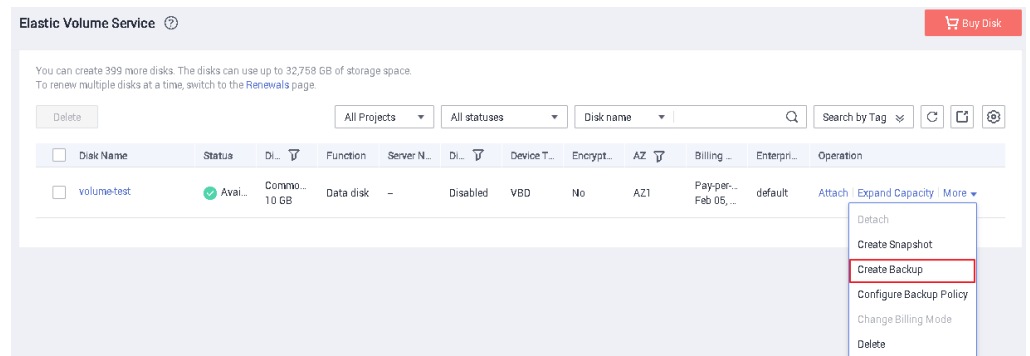 Elastic Volume Service
Buy Disk
You can create 399 more disks. The disks can use up to 32,758 GB of storage space.
To renew multiple disks at a time, switch to the Renewals page.
Delete
All Projects
All statuses
Disk name
Search by Tag
Disk Name Status Di... Function Server N... Di... Device T... Encrypt... AZ Billing ... Enterpri... Operation
volume-test Avai... Commo... 10 GB Data disk – Disabled VBD No AZ1 Pay-per-... Feb 05, ... default Attach Expand Capacity More
Detach
Create Snapshot
Create Backup
Configure Backup Policy
Change Billing Mode
Delete